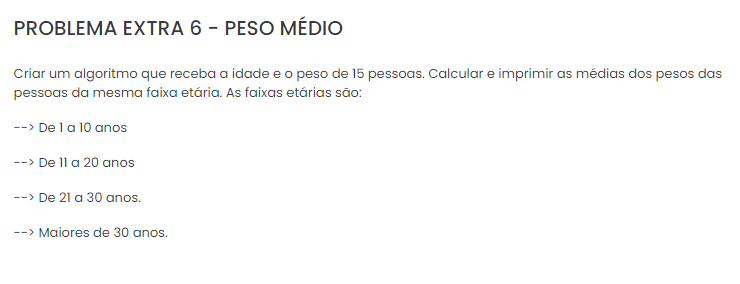 PROBLEMA EXTRA 6 - PESO MÉDIO
Criar um algoritmo que receba a idade e o peso de 15 pessoas. Calcular e imprimir as médias dos pesos das
pessoas da mesma faixa etária. As faixas etárias são:
--> De 1 a 10 anos
--> De 11 a 20 anos
--> De 21 a 30 anos.
--> Maiores de 30 anos.